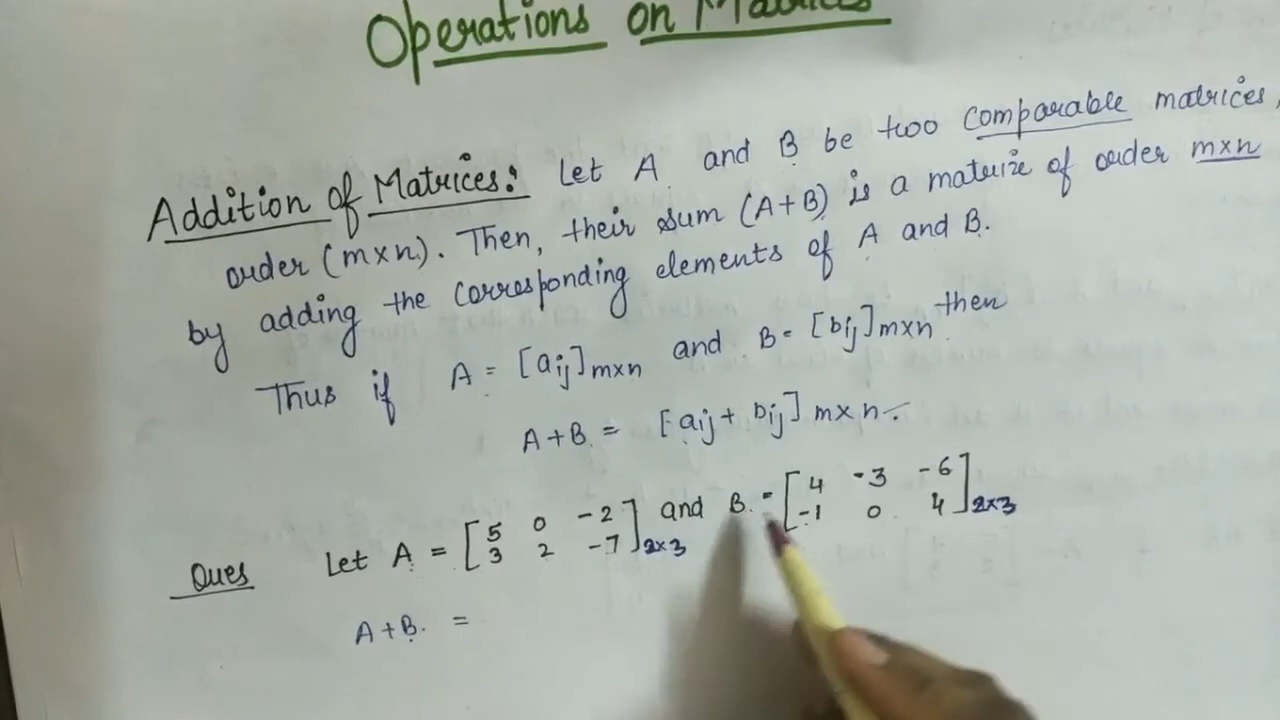 Operations on Matrices
Addition of Matrices: Let A and B be two comparable matrices,
order (m×n). Then, their sum (A+B) is a matrix of order m×n
by adding the corresponding elements of A and B.
Thus if A = [aij]m×n and B = [bij]m×n then
A+B = [aij + bij] m×n.
Ques Let A = [5 0 -2 and B = [4 -3 -6
3 2 -7]2×3 -1 0 4]2×3
A+B. =